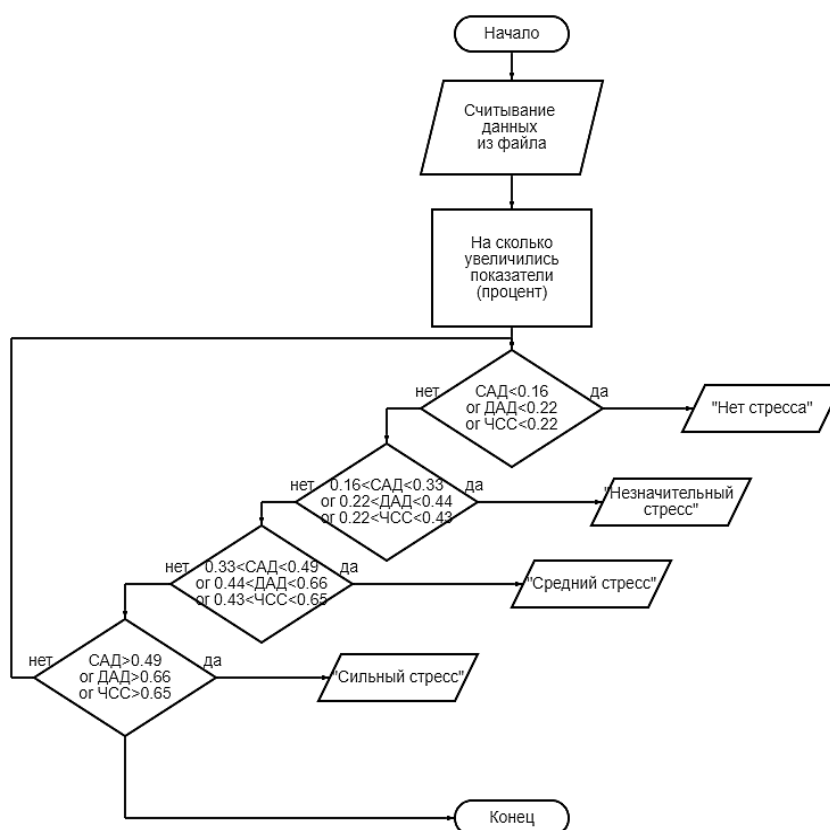 Начало
Считывание
данных
из файла
На сколько
увеличились
показатели
(процент)
нет
САД<0.16
or ДАД<0.22
or ЧСС<0.22
да
"Нет стресса"
нет
0.16<САД<0.33
or 0.22<ДАД<0.44
or 0.22<ЧСС<0.43
да
"Незначительный
стресс"
нет
0.33<САД<0.49
or 0.44<ДАД<0.66
or 0.43<ЧСС<0.65
да
"Средний стресс"
нет
САД>0.49
or ДАД>0.66
or ЧСС>0.65
да
"Сильный стресс"
Конец